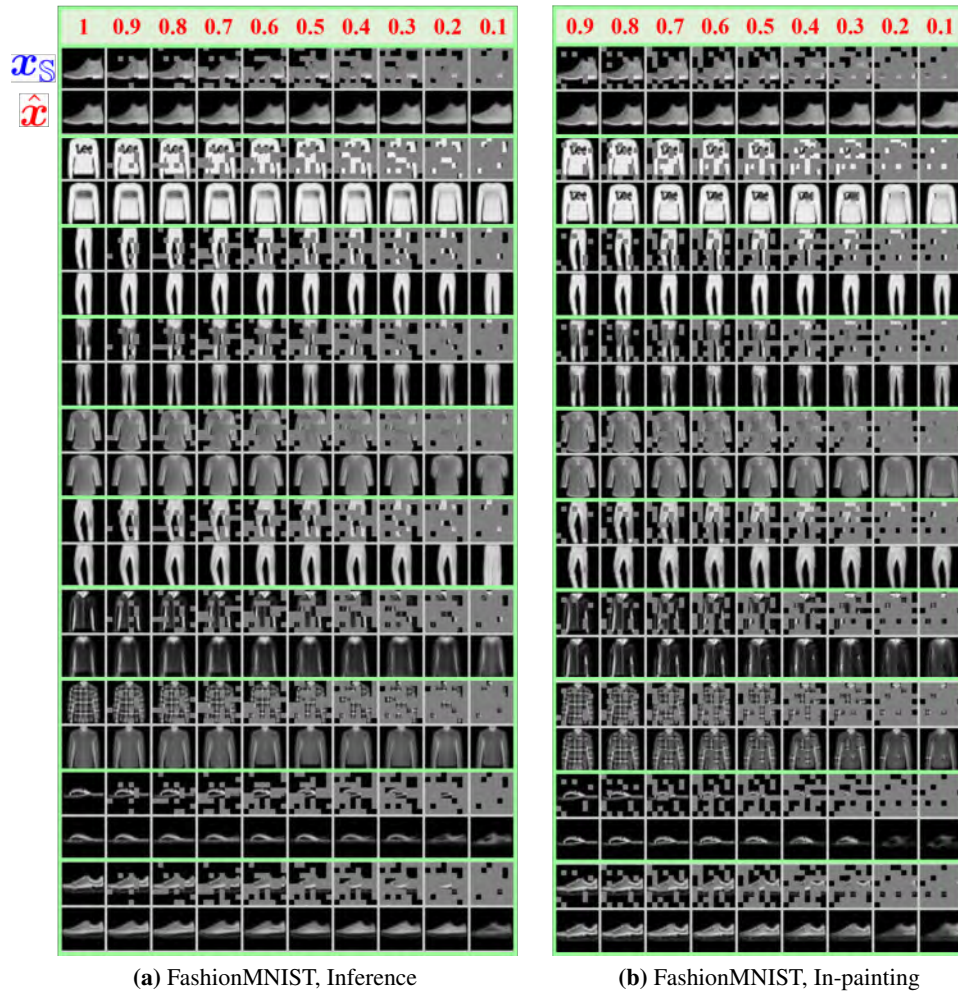 1 0.9 0.8 0.7 0.6 0.5 0.4 0.3 0.2 0.1
0.9 0.8 0.7 0.6 0.5 0.4 0.3 0.2 0.1
x_𝕊
x̂
Lee
(a) FashionMNIST, Inference
(b) FashionMNIST, In-painting